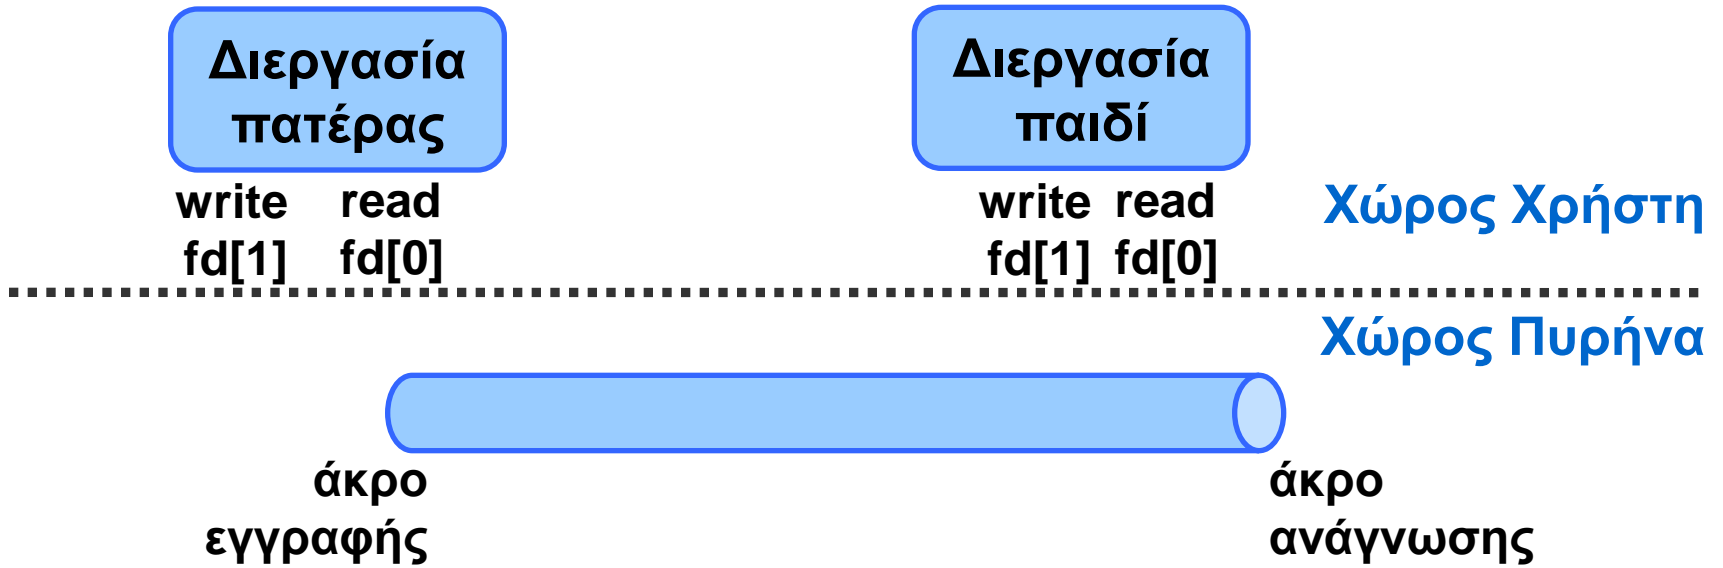 Διεργασία
πατέρας
Διεργασία
παιδί
write read
fd[1] fd[0]
write read
fd[1] fd[0]
Χώρος Χρήστη
Χώρος Πυρήνα
άκρο
εγγραφής
άκρο
ανάγνωσης